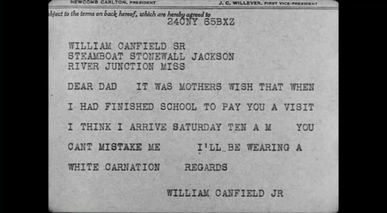 NEWCOMB CARLTON, PRESIDENT J. C. WILLEVER, FIRST VICE-PRESIDENT
bject to the terms on back hereof, which are hereby agreed to
24CNY 65BXZ
WILLIAM CANFIELD SR
STEAMBOAT STONEWALL JACKSON
RIVER JUNCTION MISS
DEAR DAD IT WAS MOTHERS WISH THAT WHEN
I HAD FINISHED SCHOOL TO PAY YOU A VISIT
I THINK I ARRIVE SATURDAY TEN A M YOU
CANT MISTAKE ME I'LL BE WEARING A
WHITE CARNATION REGARDS
WILLIAM CANFIELD JR